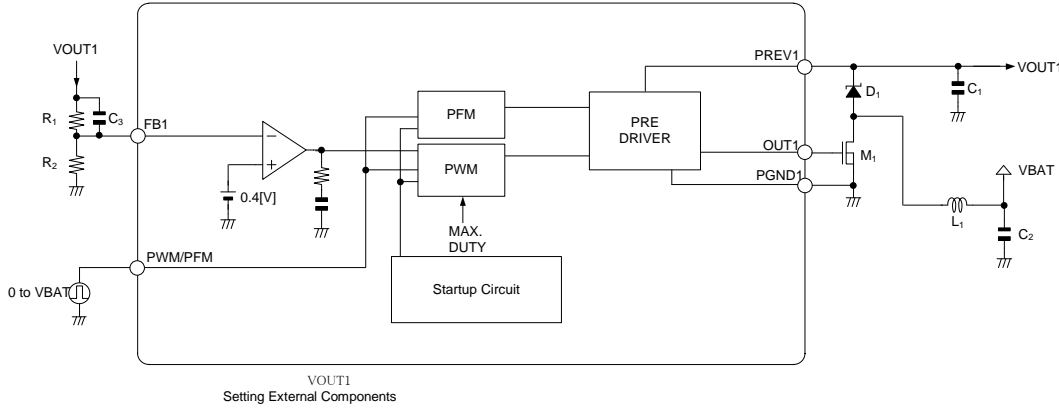 VOUT1
R1
C3
R2
FB1
0.4[V]
PWM/PFM
0 to VBAT
PFM
PWM
MAX.
DUTY
Startup Circuit
PRE
DRIVER
PREV1
OUT1
PGND1
D1
M1
C1
VOUT1
VBAT
L1
C2
VOUT1
Setting External Components